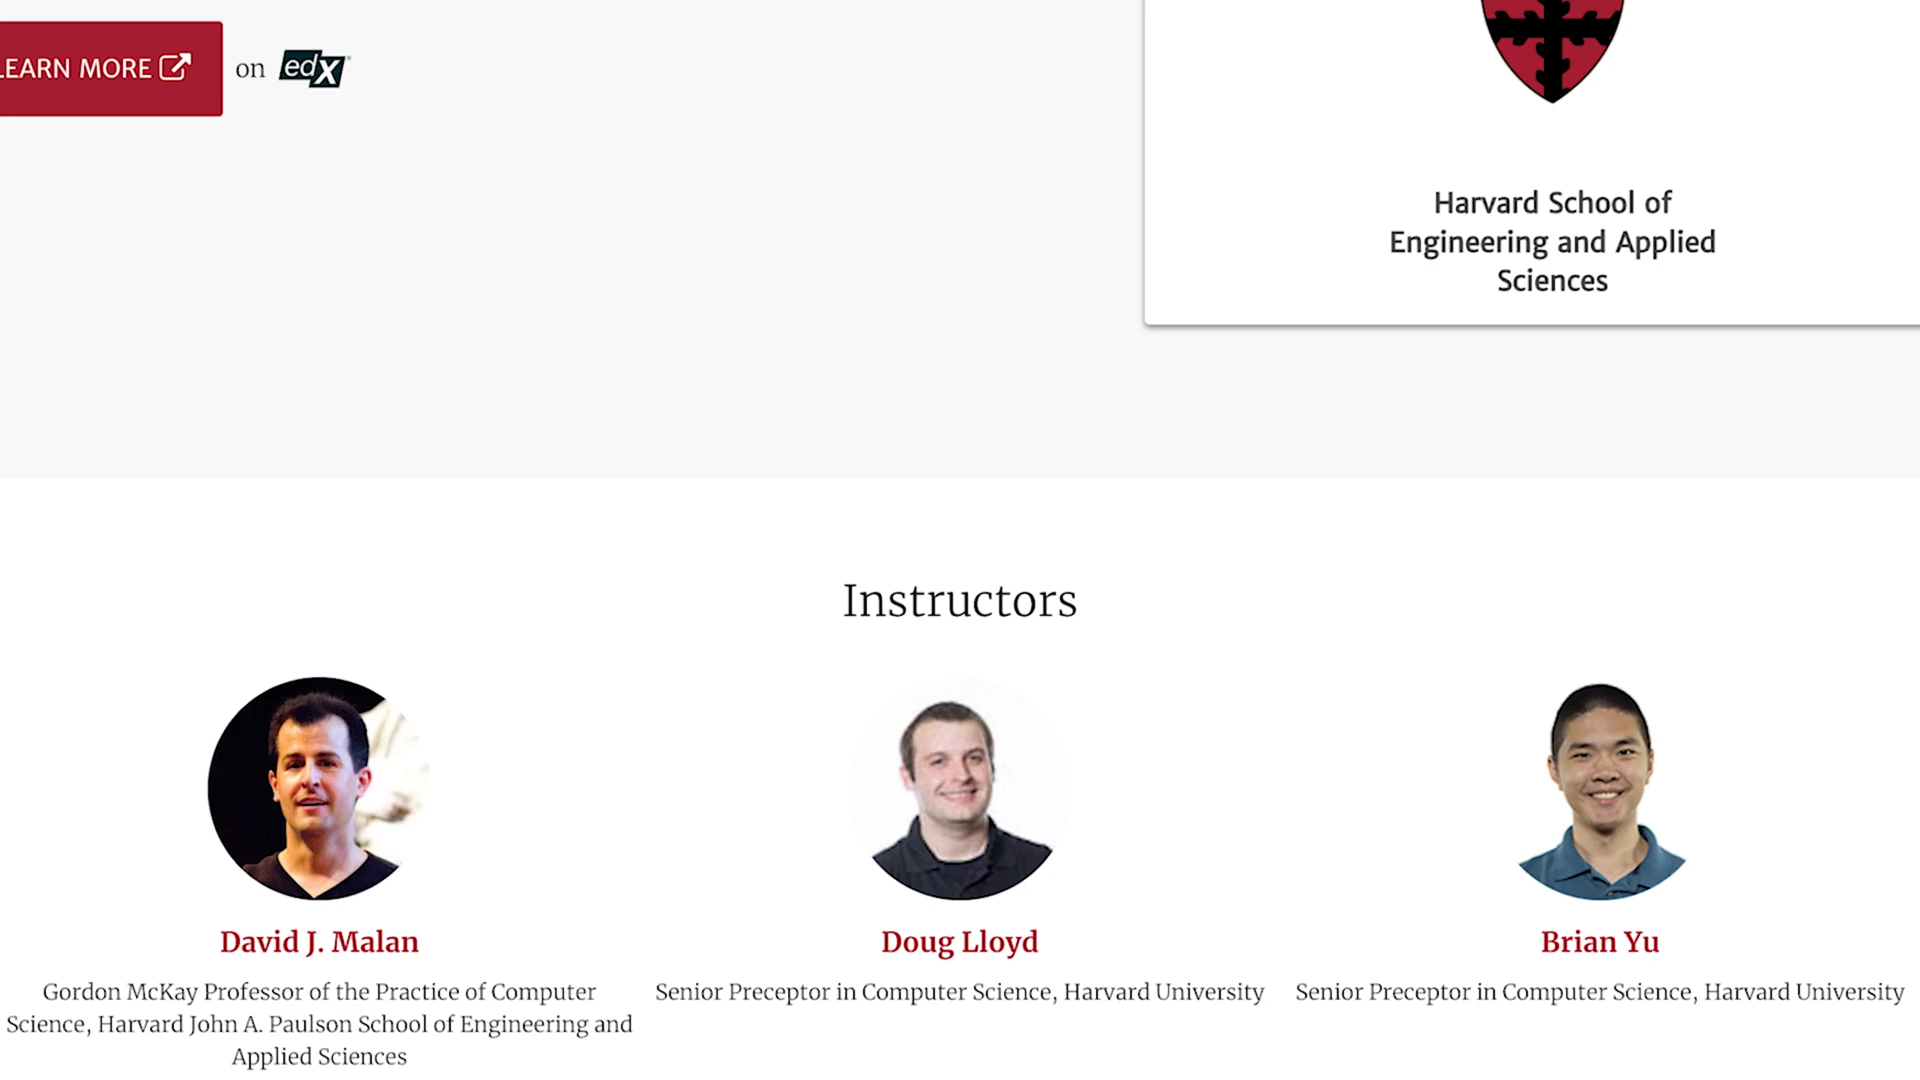 LEARN MORE
on edX
Harvard School of
Engineering and Applied
Sciences
Instructors
David J. Malan
Gordon McKay Professor of the Practice of Computer
Science, Harvard John A. Paulson School of Engineering and
Applied Sciences
Doug Lloyd
Senior Preceptor in Computer Science, Harvard University
Brian Yu
Senior Preceptor in Computer Science, Harvard University